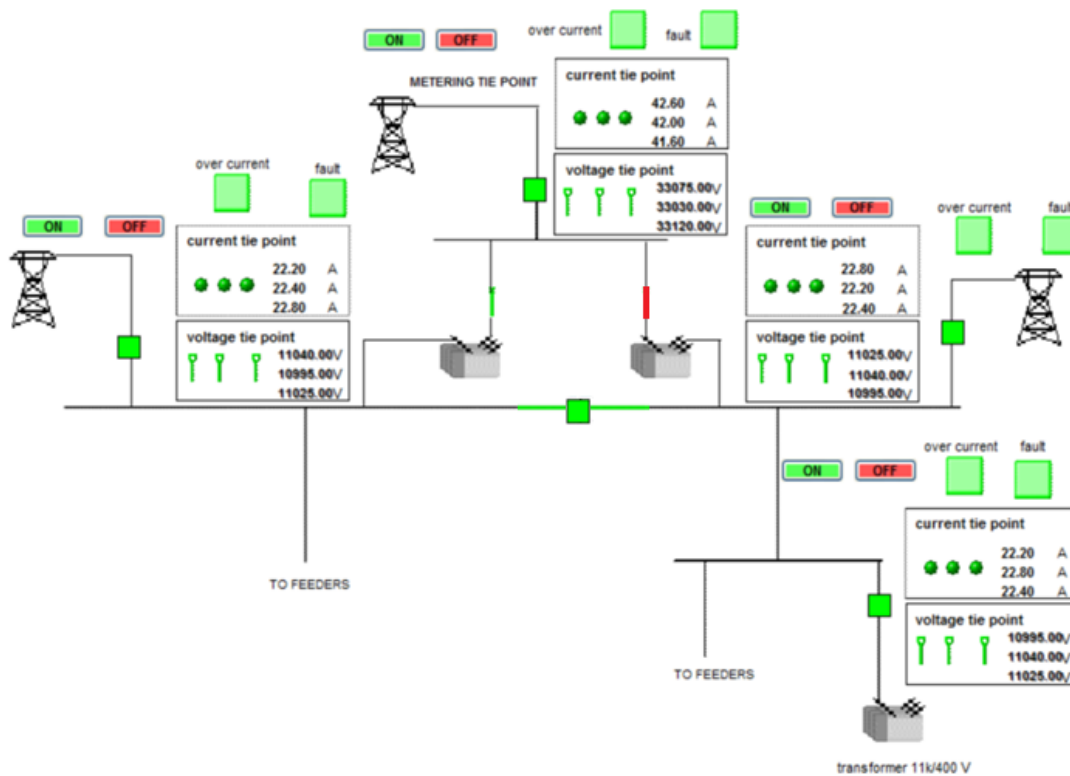 over current
fault
ON
OFF
METERING TIE POINT
current tie point
42.60 A
42.00 A
41.60 A
voltage tie point
33075.00V
33030.00V
33120.00V
over current
fault
ON
OFF
current tie point
22.20 A
22.40 A
22.80 A
voltage tie point
11040.00V
10995.00V
11025.00V
ON
OFF
over current
fault
current tie point
22.80 A
22.20 A
22.40 A
voltage tie point
11025.00V
11040.00V
10995.00V
TO FEEDERS
ON
OFF
over current
fault
current tie point
22.20 A
22.80 A
22.40 A
voltage tie point
10995.00V
11040.00V
11025.00V
TO FEEDERS
transformer 11k/400 V